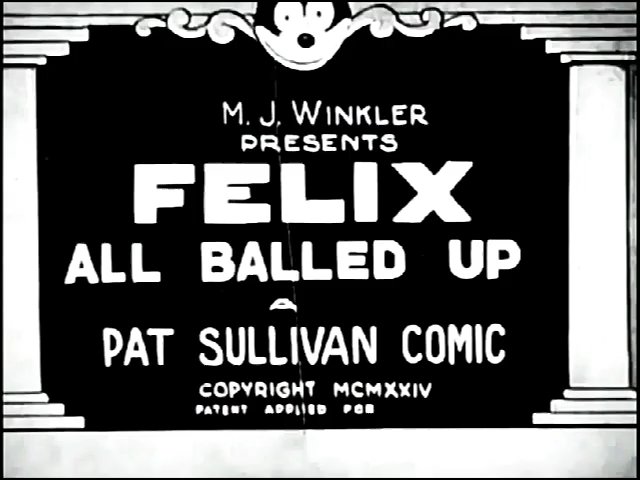 M. J. WINKLER
PRESENTS
FELIX
ALL BALLED UP
A
PAT SULLIVAN COMIC
COPYRIGHT MCMXXIV
PATENT APPLIED FOR